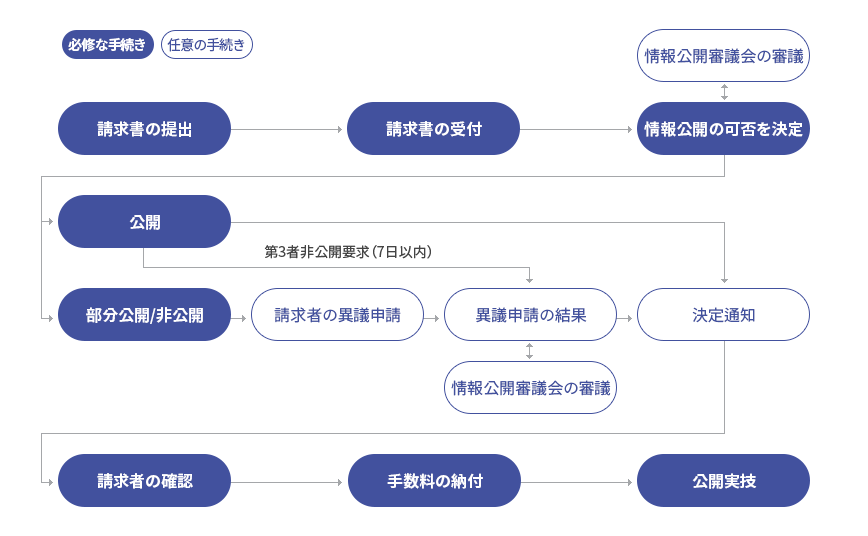 必修な手続き
任意の手続き
情報公開審議会の審議
請求書の提出
請求書の受付
情報公開の可否を決定
公開
第3者非公開要求(7日以内)
部分公開/非公開
請求者の異議申請
異議申請の結果
決定通知
情報公開審議会の審議
請求者の確認
手数料の納付
公開実技